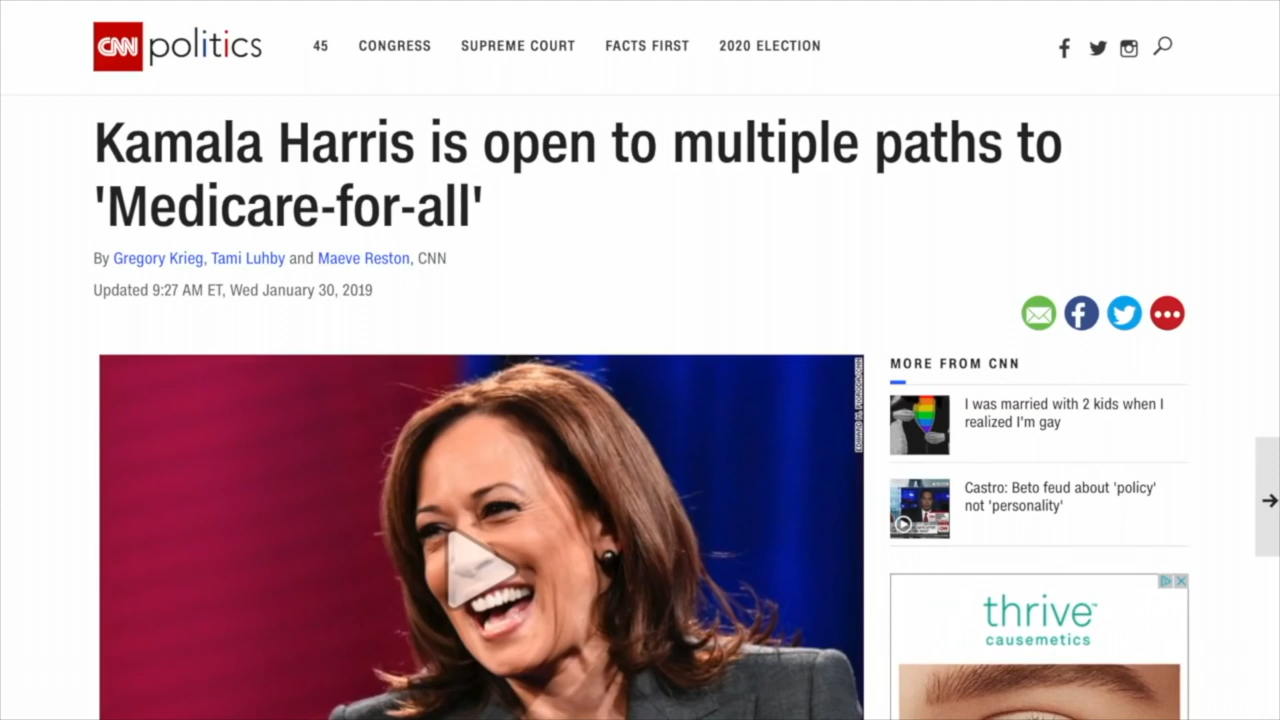 CNN politics 45 CONGRESS SUPREME COURT FACTS FIRST 2020 ELECTION
Kamala Harris is open to multiple paths to
'Medicare-for-all'
By Gregory Krieg, Tami Luhby and Maeve Reston, CNN
Updated 9:27 AM ET, Wed January 30, 2019
MORE FROM CNN
I was married with 2 kids when I
realized I'm gay
Castro: Beto feud about 'policy'
not 'personality'
thrive
causemetics